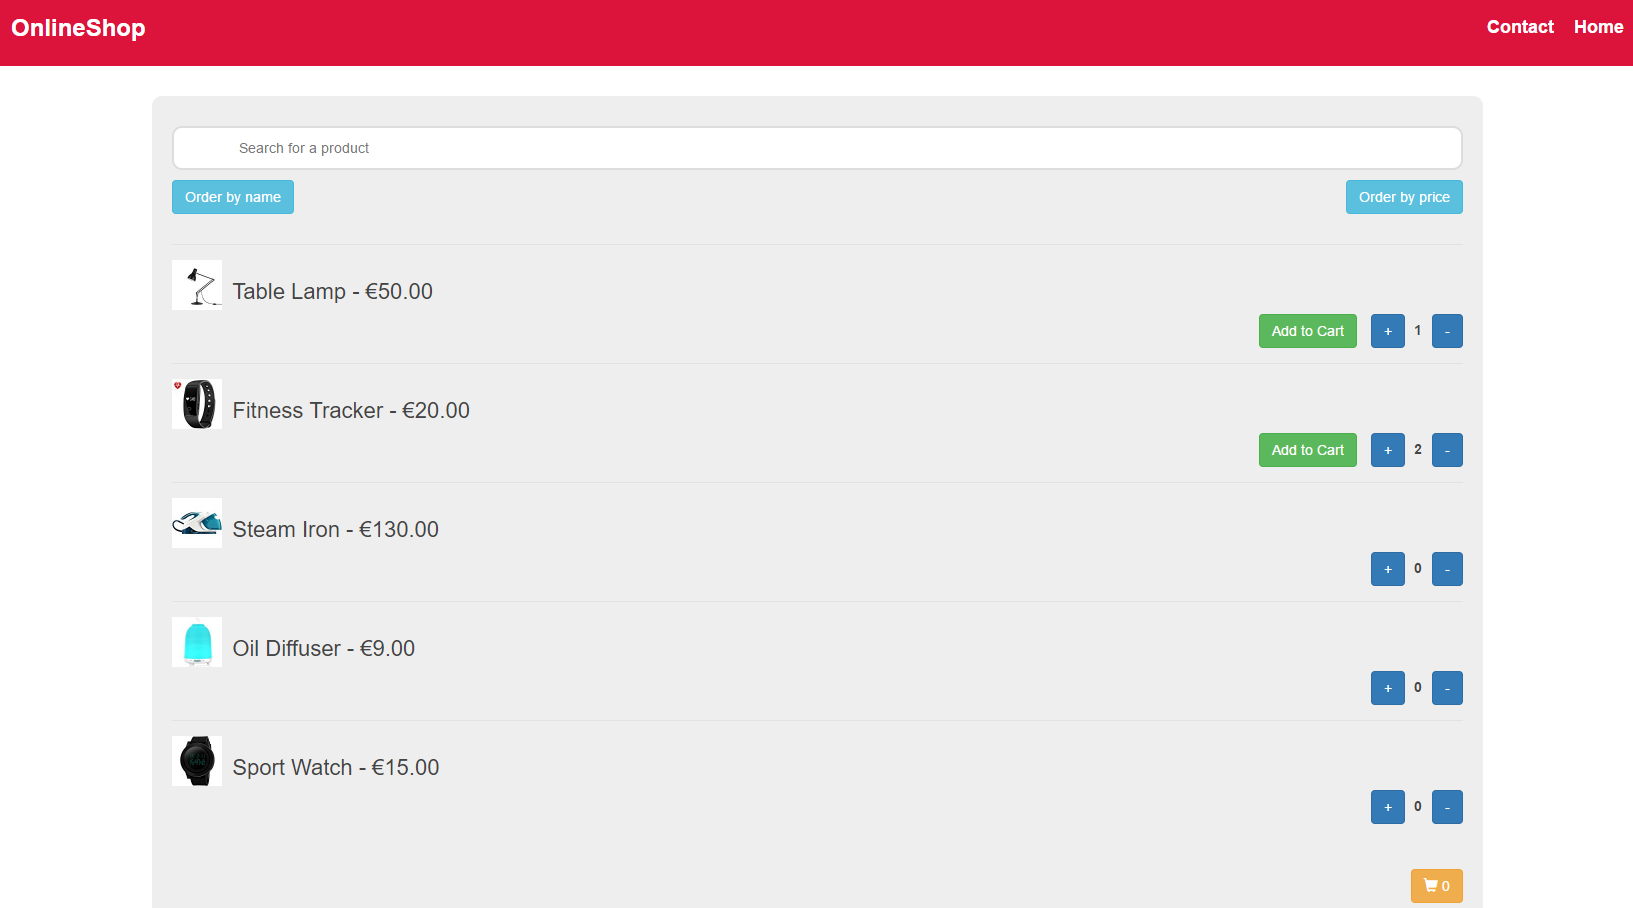 OnlineShop
Contact Home
Search for a product
Order by name Order by price
Table Lamp - €50.00
Add to Cart + 1 -
Fitness Tracker - €20.00
Add to Cart + 2 -
Steam Iron - €130.00
+ 0 -
Oil Diffuser - €9.00
+ 0 -
Sport Watch - €15.00
+ 0 -
0